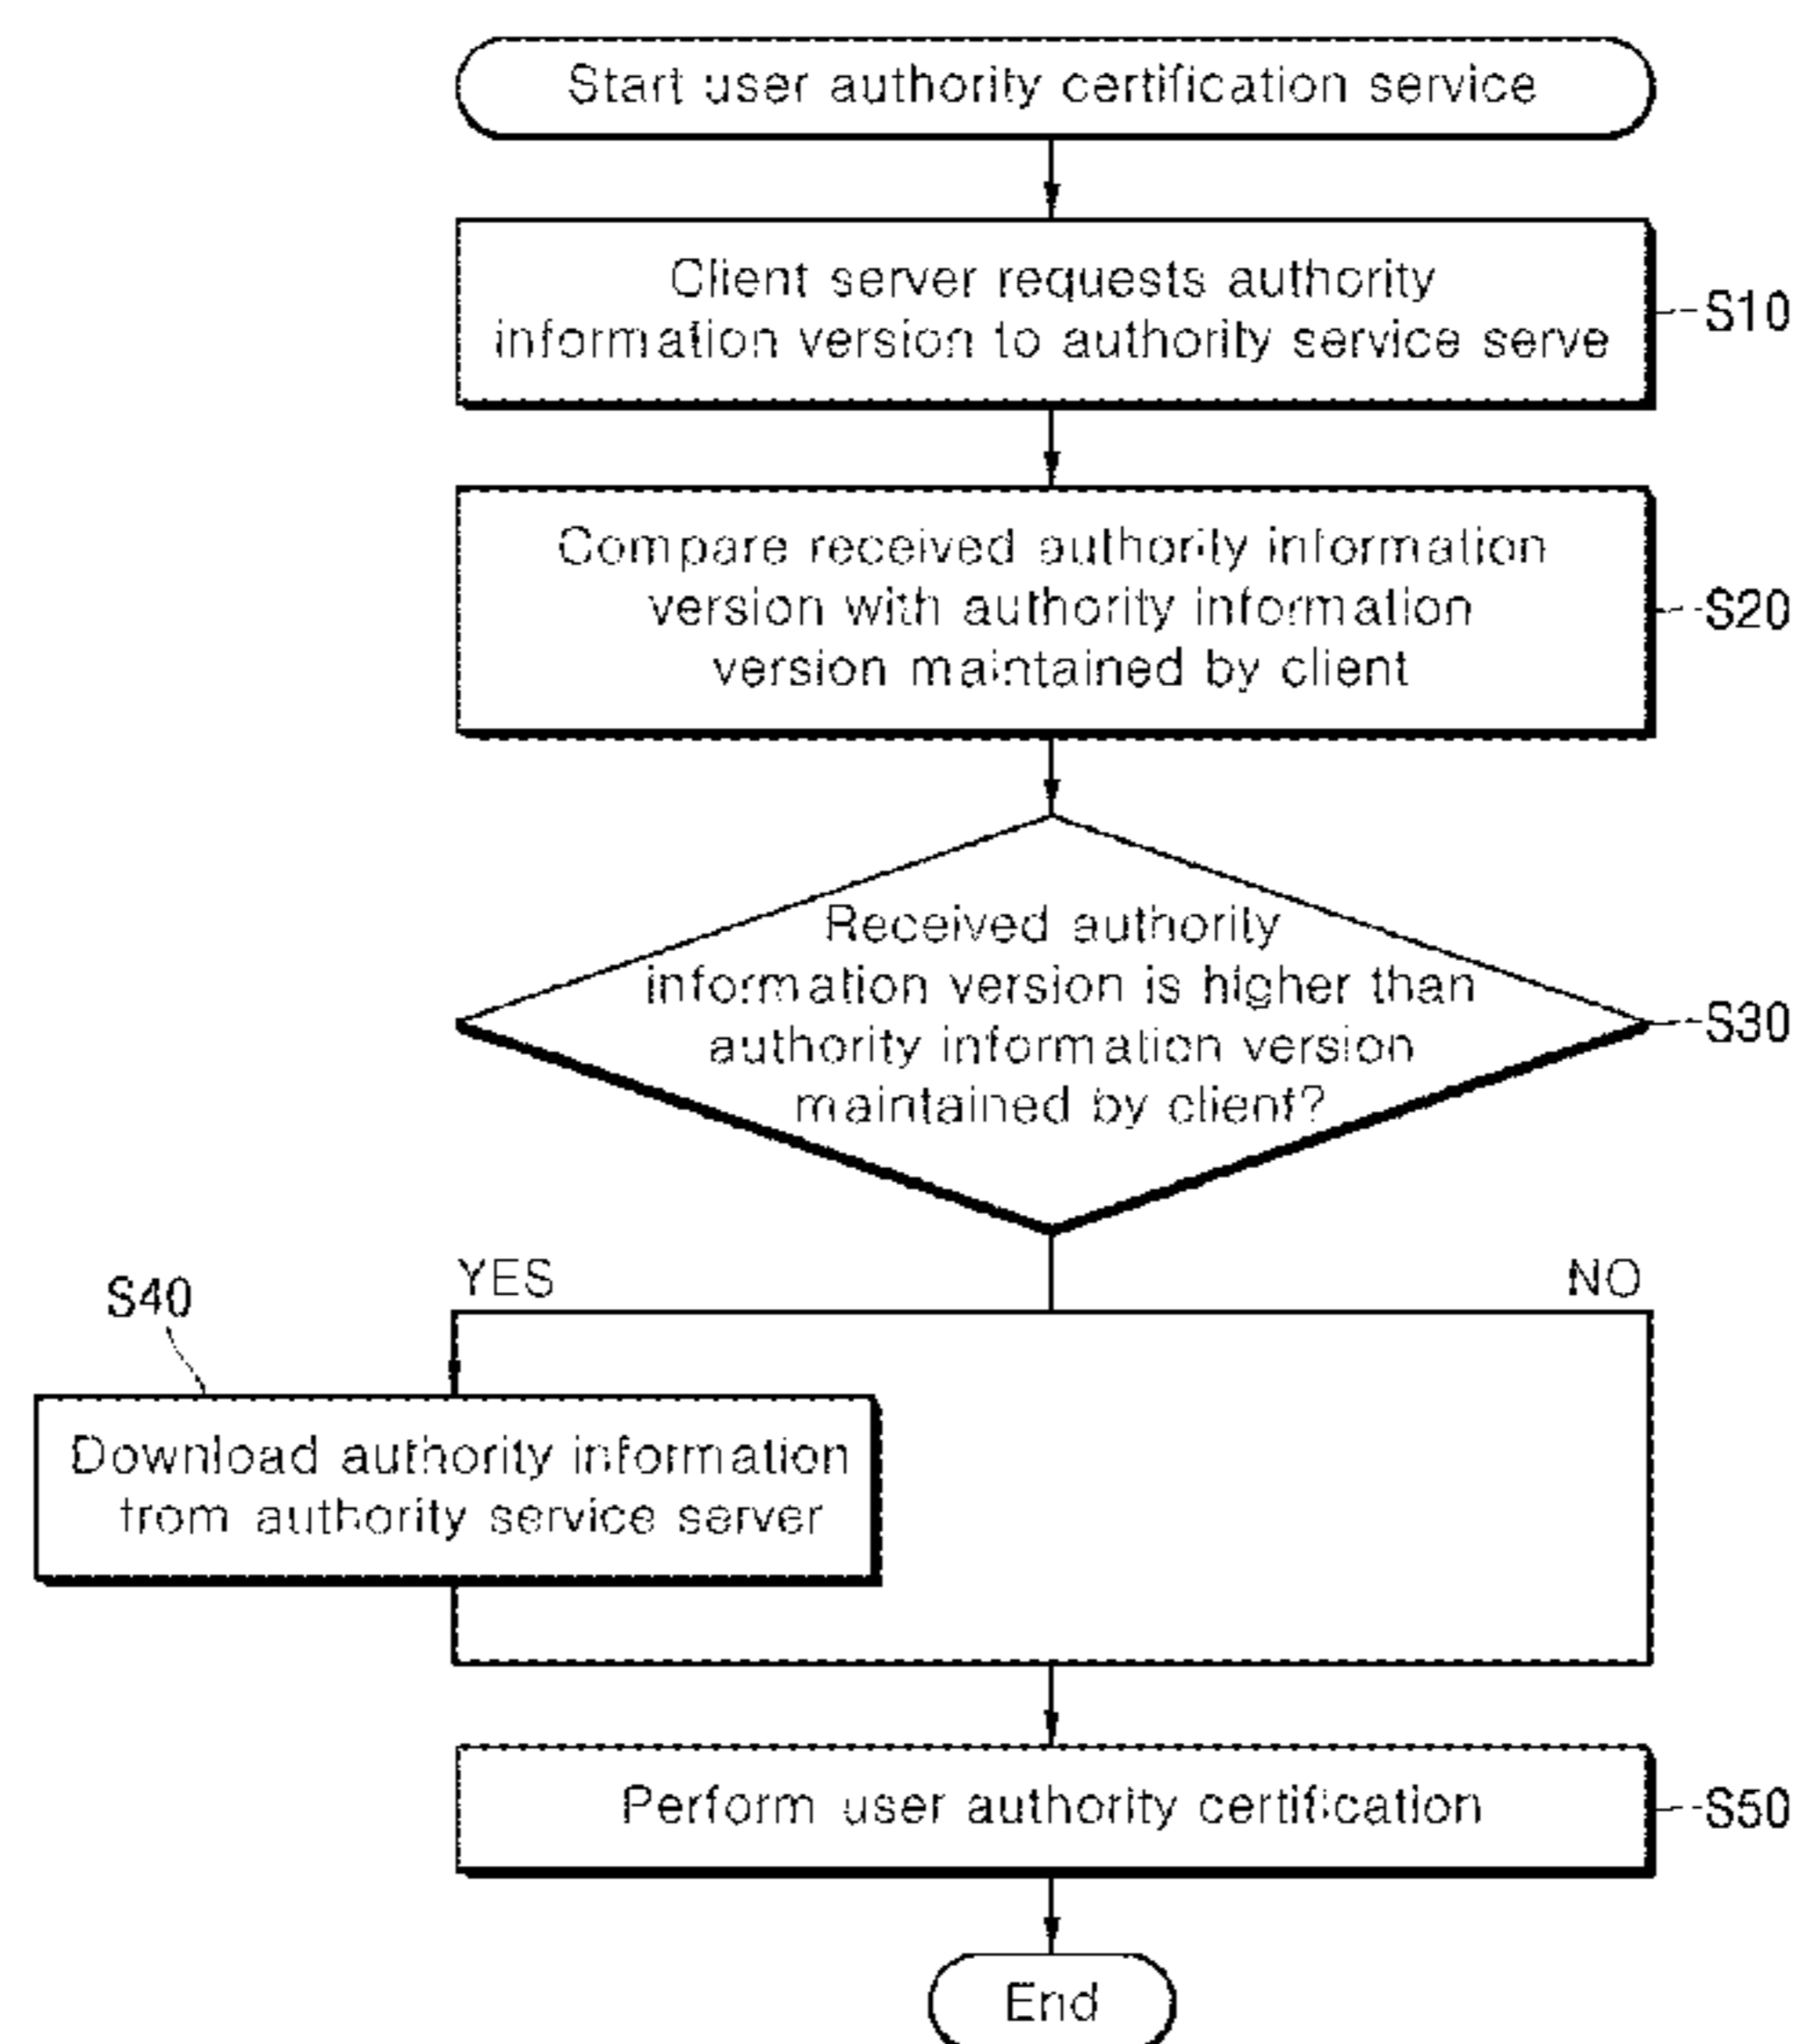 Start user authority certification service
Client server requests authority
information version to authority service serve
S10
Compare received authority information
version with authority information
version maintained by client
S20
Received authority
information version is higher than
authority information version
maintained by client?
S30
YES
NO
S40
Download authority information
from authority service server
Perform user authority certification
S50
End